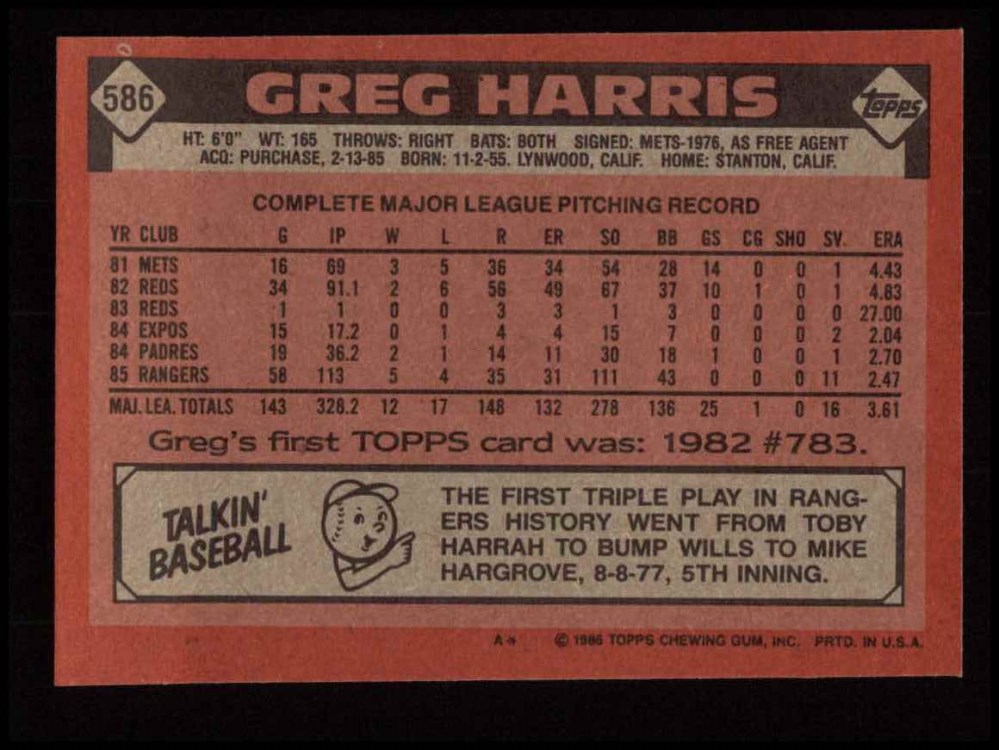 586 GREG HARRIS TOPPS
HT: 6'0" WT: 165 THROWS: RIGHT BATS: BOTH SIGNED: METS-1976, AS FREE AGENT
ACQ: PURCHASE, 2-13-85 BORN: 11-2-55. LYNWOOD, CALIF. HOME: STANTON, CALIF.
COMPLETE MAJOR LEAGUE PITCHING RECORD
YR CLUB G IP W L R ER SO BB GS CG SHO SV. ERA
81 METS 16 69 3 5 36 34 54 28 14 0 0 1 4.43
82 REDS 34 91.1 2 6 56 49 67 37 10 1 0 1 4.83
83 REDS 1 1 0 0 3 3 1 3 0 0 0 0 27.00
84 EXPOS 15 17.2 0 1 4 4 15 7 0 0 0 2 2.04
84 PADRES 19 36.2 2 1 14 11 30 18 1 0 0 1 2.70
85 RANGERS 58 113 5 4 35 31 111 43 0 0 0 11 2.47
MAJ. LEA. TOTALS 143 328.2 12 17 148 132 278 136 25 1 0 16 3.61
Greg's first TOPPS card was: 1982 #783.
TALKIN'
BASEBALL
THE FIRST TRIPLE PLAY IN RANG-
ERS HISTORY WENT FROM TOBY
HARRAH TO BUMP WILLS TO MIKE
HARGROVE, 8-8-77, 5TH INNING.
A* © 1986 TOPPS CHEWING GUM, INC. PRTD. IN U.S.A.